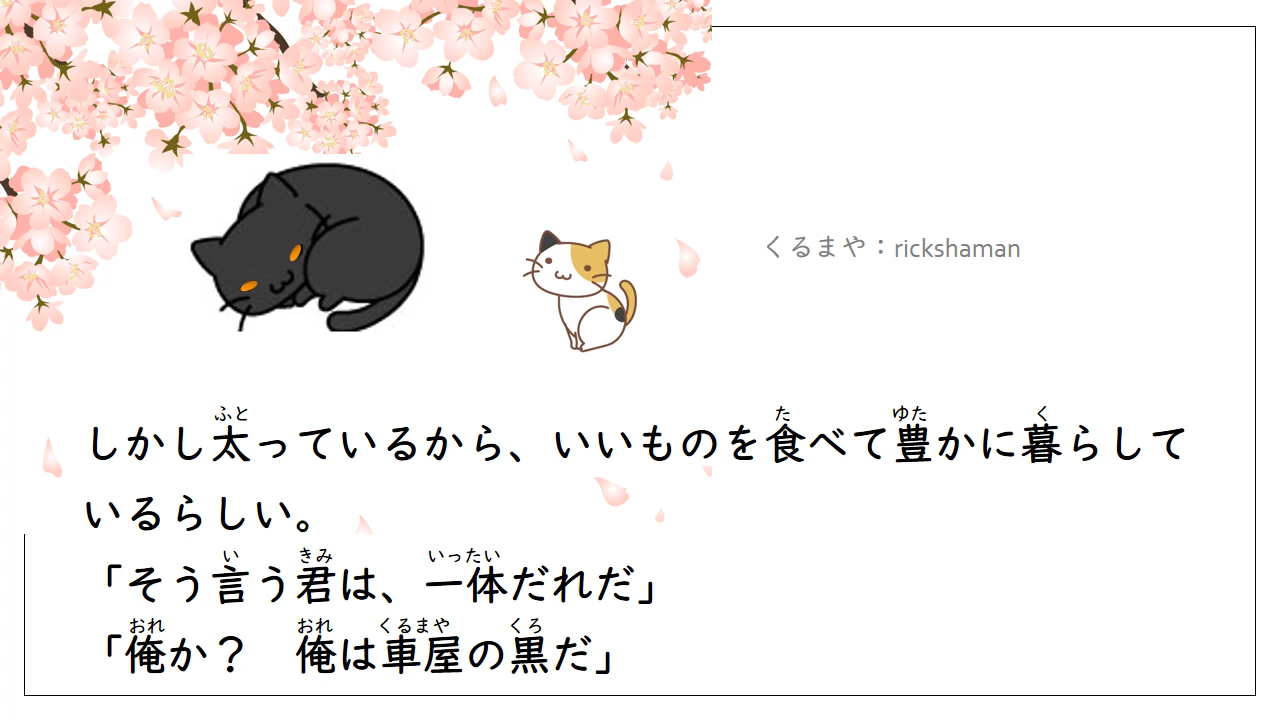 くるまや：rickshaman
しかし太っているから、いいものを食べて豊かに暮らして
いるらしい。
「そう言う君は、一体だれだ」
「俺か？　俺は車屋の黒だ」